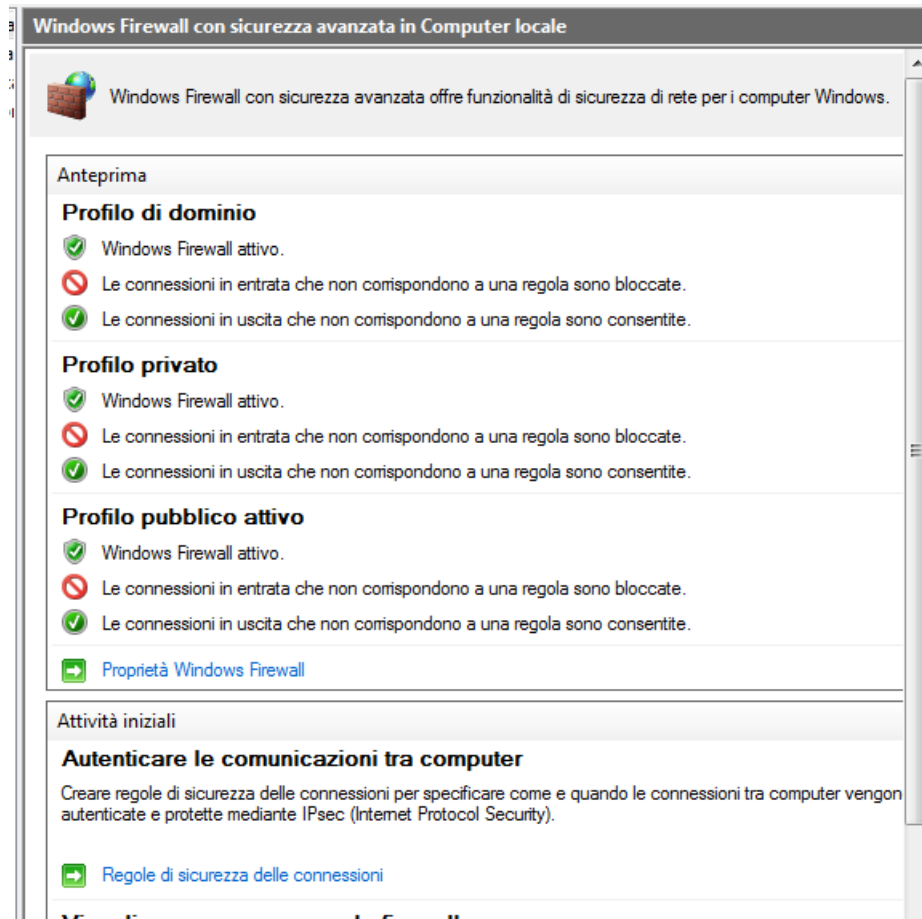 Windows Firewall con sicurezza avanzata in Computer locale
Windows Firewall con sicurezza avanzata offre funzionalità di sicurezza di rete per i computer Windows.
Anteprima
Profilo di dominio
Windows Firewall attivo.
Le connessioni in entrata che non corrispondono a una regola sono bloccate.
Le connessioni in uscita che non corrispondono a una regola sono consentite.
Profilo privato
Windows Firewall attivo.
Le connessioni in entrata che non corrispondono a una regola sono bloccate.
Le connessioni in uscita che non corrispondono a una regola sono consentite.
Profilo pubblico attivo
Windows Firewall attivo.
Le connessioni in entrata che non corrispondono a una regola sono bloccate.
Le connessioni in uscita che non corrispondono a una regola sono consentite.
Proprietà Windows Firewall
Attività iniziali
Autenticare le comunicazioni tra computer
Creare regole di sicurezza delle connessioni per specificare come e quando le connessioni tra computer vengon
autenticate e protette mediante IPsec (Internet Protocol Security).
Regole di sicurezza delle connessioni